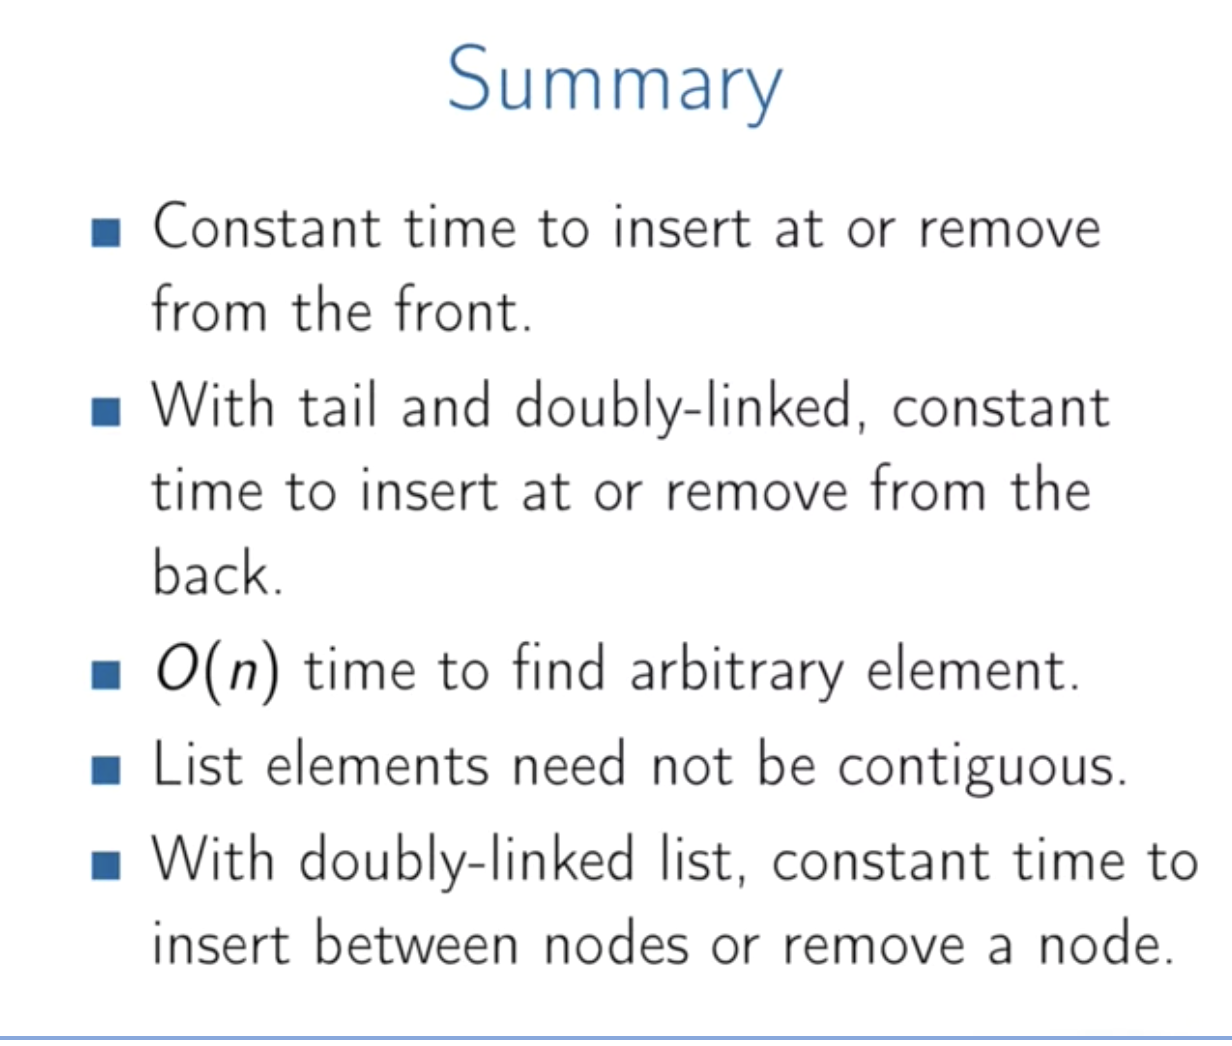 Summary
■ Constant time to insert at or remove
from the front.
■ With tail and doubly-linked, constant
time to insert at or remove from the
back.
■ O(n) time to find arbitrary element.
■ List elements need not be contiguous.
■ With doubly-linked list, constant time to
insert between nodes or remove a node.